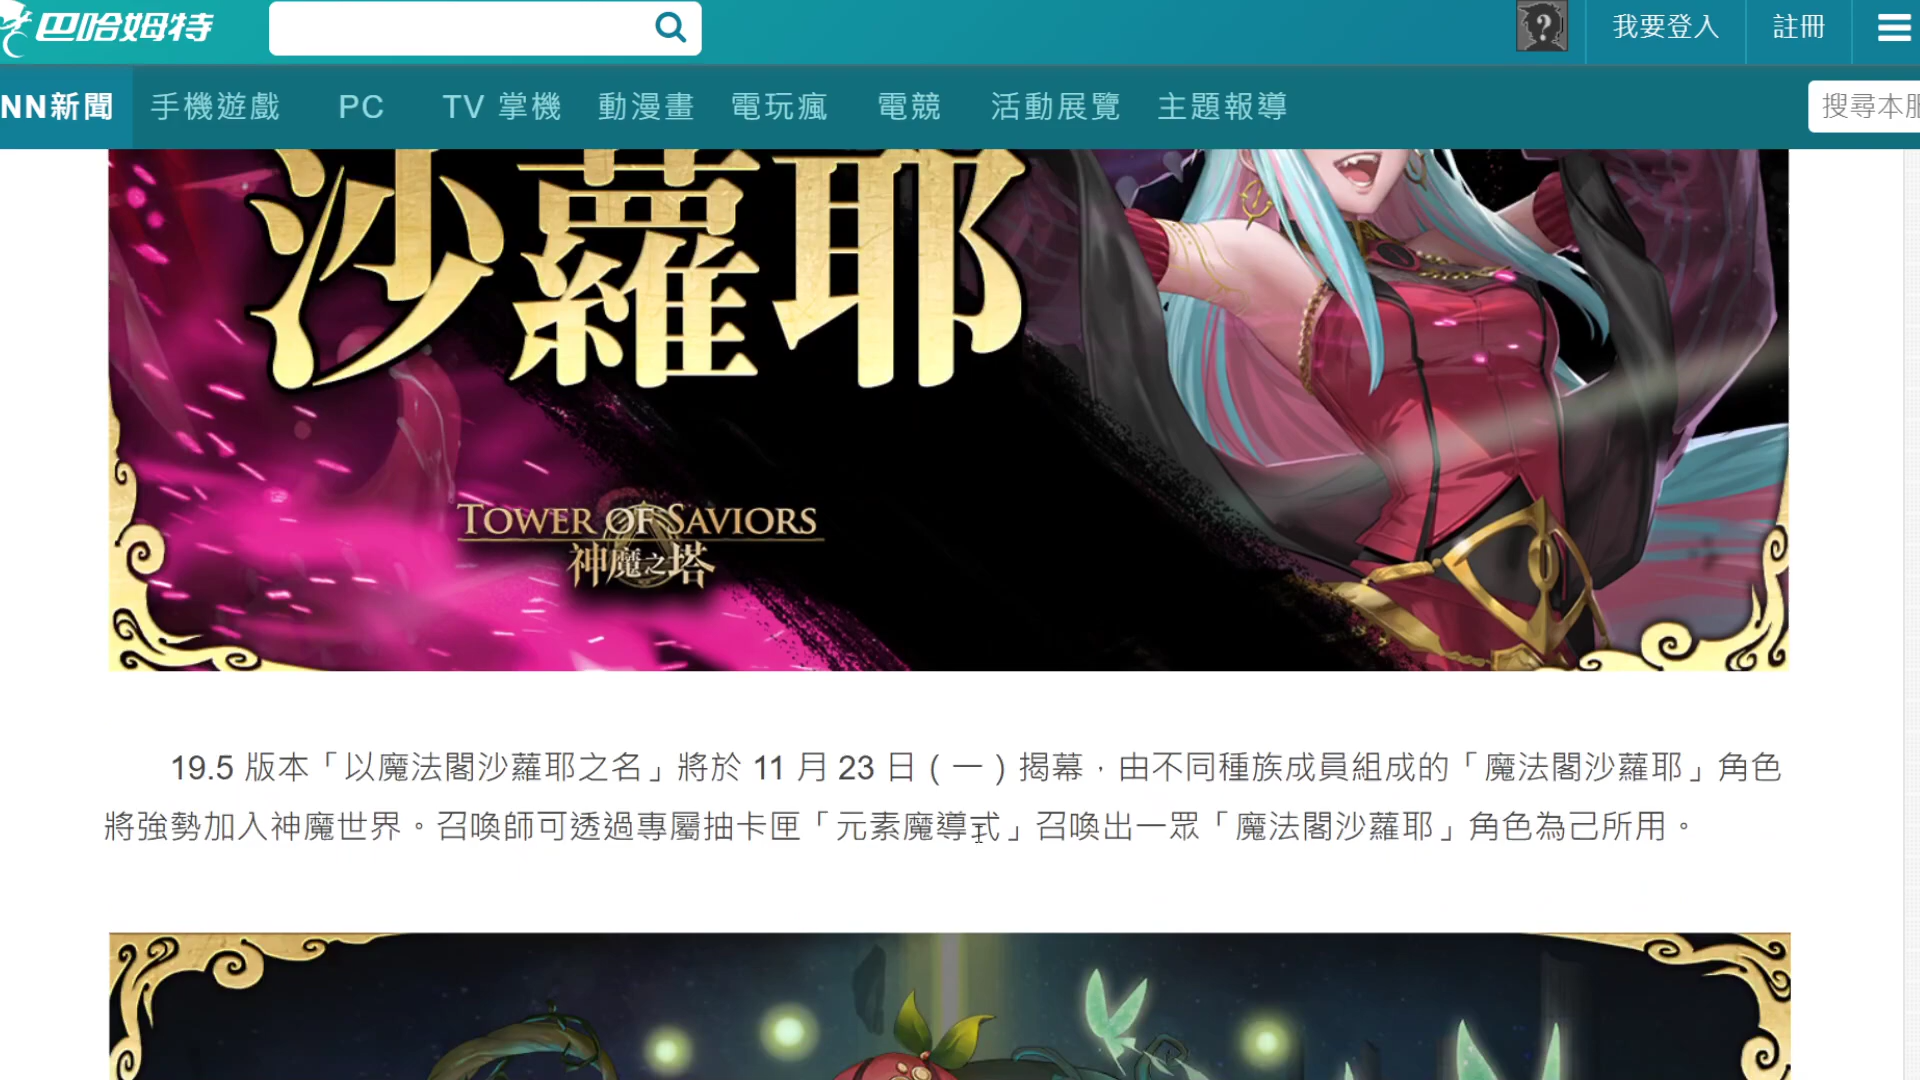 巴哈姆特
我要登入
註冊
NN新聞
手機遊戲
PC
TV 掌機
動漫畫
電玩瘋
電競
活動展覽
主題報導
搜尋本服
沙蘿耶
TOWER OF SAVIORS
神魔之塔
19.5 版本「以魔法閣沙蘿耶之名」將於 11 月 23 日（一）揭幕，由不同種族成員組成的「魔法閣沙蘿耶」角色
將強勢加入神魔世界。召喚師可透過專屬抽卡匣「元素魔導式」召喚出一眾「魔法閣沙蘿耶」角色為己所用。